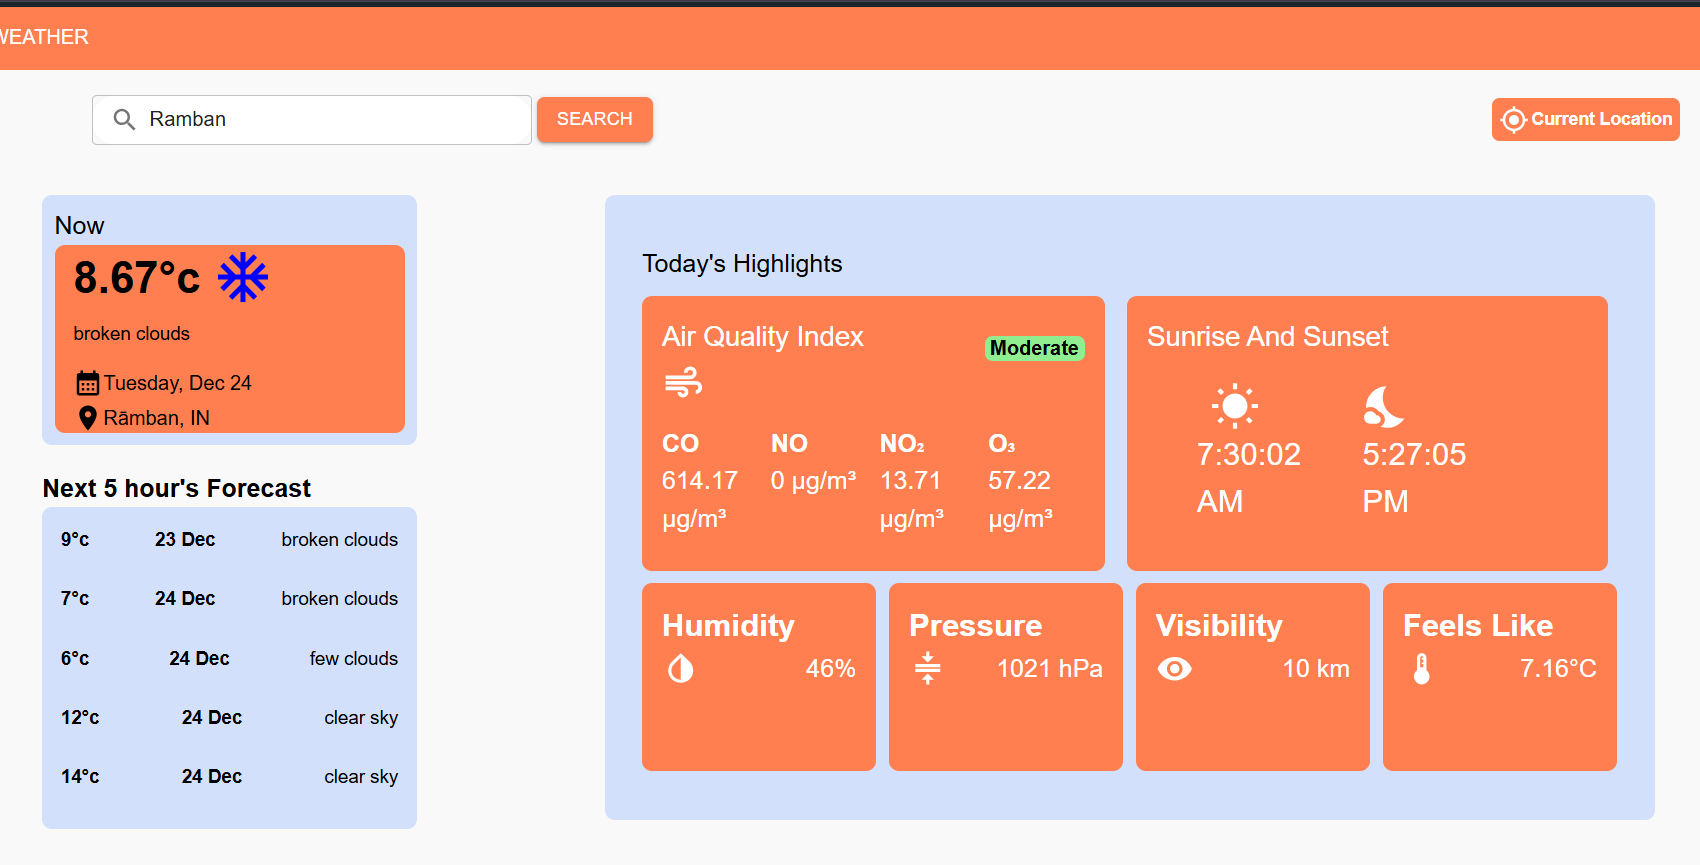 WEATHER
Ramban
SEARCH
Current Location
Now
8.67°c
broken clouds
Tuesday, Dec 24
Rāmban, IN
Next 5 hour's Forecast
9°c 23 Dec broken clouds
7°c 24 Dec broken clouds
6°c 24 Dec few clouds
12°c 24 Dec clear sky
14°c 24 Dec clear sky
Today's Highlights
Air Quality Index
Moderate
CO NO NO₂ O₃
614.17 0 µg/m³ 13.71 57.22
µg/m³ µg/m³ µg/m³
Sunrise And Sunset
7:30:02 5:27:05
AM PM
Humidity
46%
Pressure
1021 hPa
Visibility
10 km
Feels Like
7.16°C